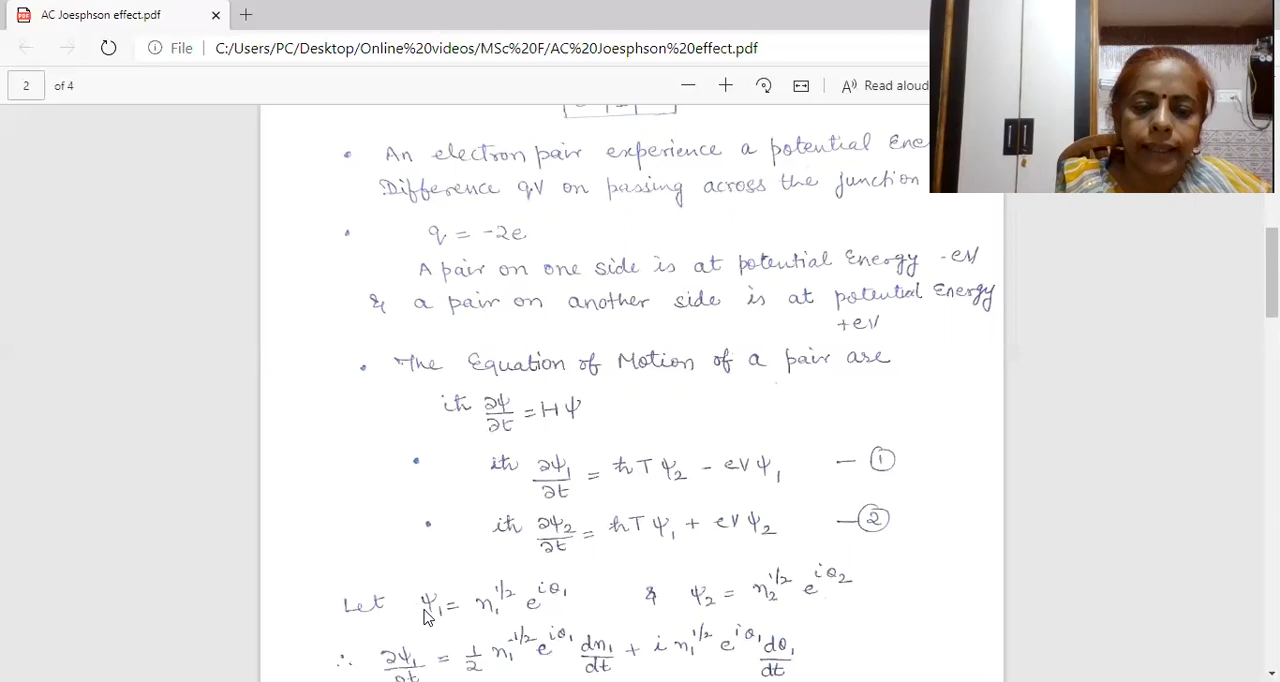 AC Joesphson effect.pdf
File C:/Users/PC/Desktop/Online%20videos/MSc%20F/AC%20Joesphson%20effect.pdf
2 of 4 Read aloud
• An electron pair experience a potential Ene
Difference qV on passing across the junction
• q = -2e
A pair on one side is at potential Energy -eV
& a pair on another side is at potential Energy
+eV
• The Equation of Motion of a pair are
iħ ∂ψ/∂t = Hψ
• iħ ∂ψ₁/∂t = ħTψ₂ - eVψ₁ — ①
• iħ ∂ψ₂/∂t = ħTψ₁ + eVψ₂ — ②
Let ψ₁ = n₁^1/2 e^iθ₁ & ψ₂ = n₂^1/2 e^iθ₂
∴ ∂ψ₁/∂t = 1/2 n₁^-1/2 e^iθ₁ dn₁/dt + i n₁^1/2 e^iθ₁ dθ₁/dt